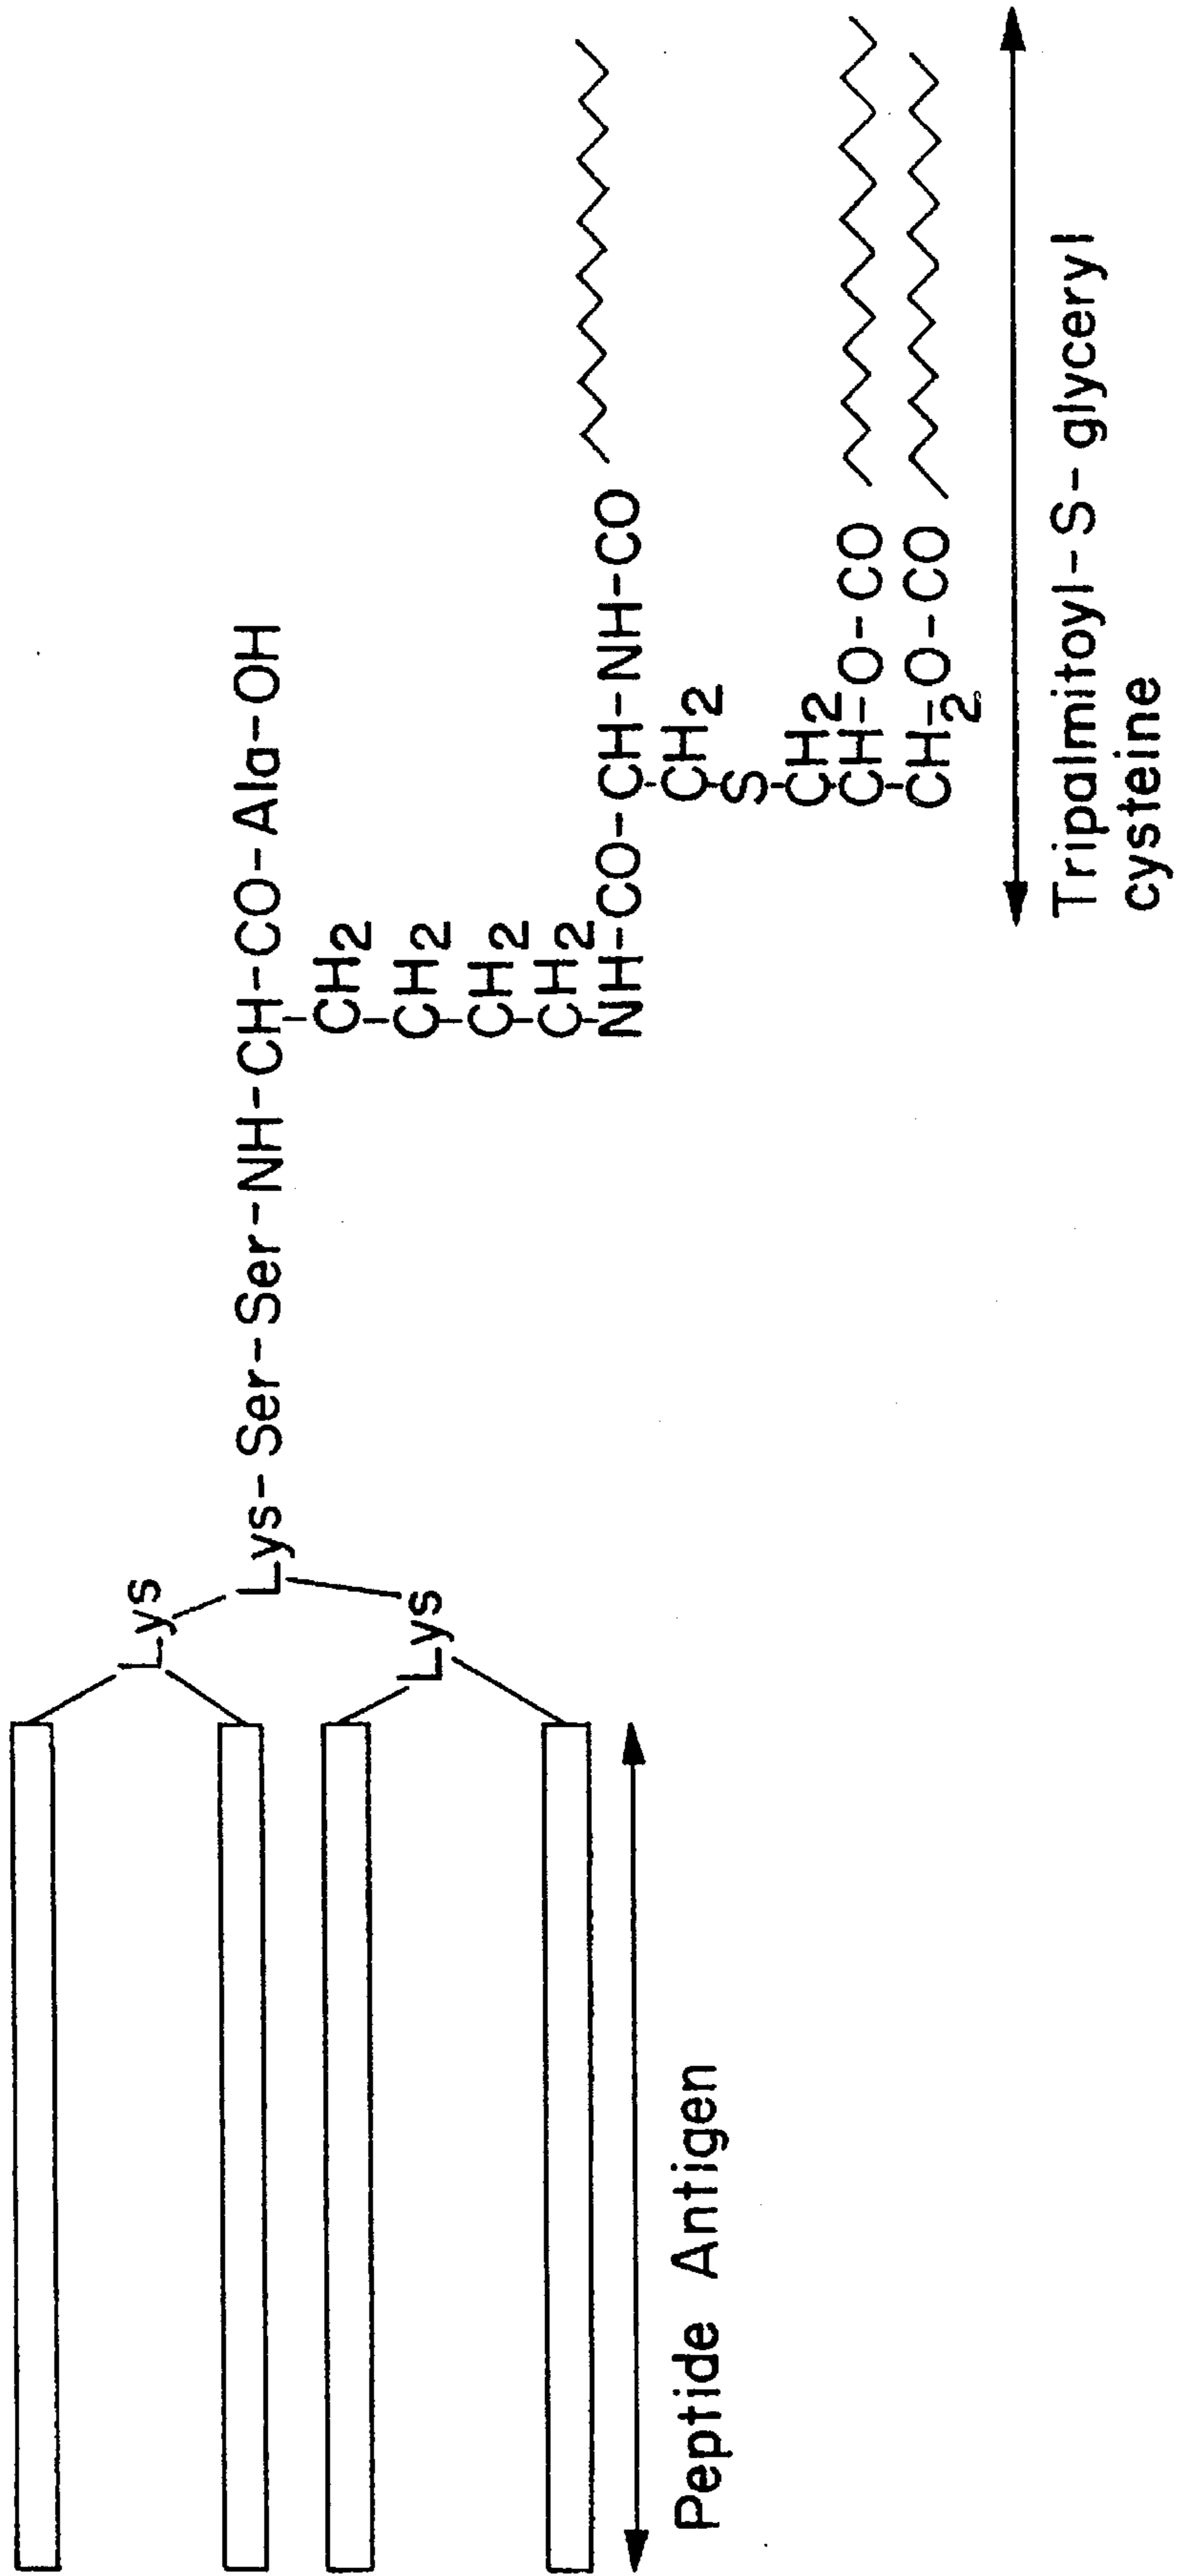 Lys
Lys-Ser-Ser-NH-CH-CO-Ala-OH
Lys
CH2
CH2
CH2
CH2
NH-CO-CH-NH-CO
CH2
S
CH2
CH-O-CO
CH2-O-CO
Peptide Antigen
Tripalmitoyl-S-glyceryl
cysteine